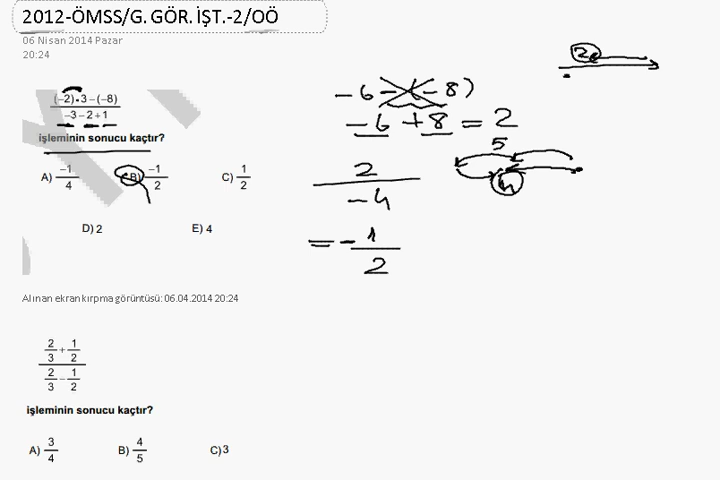 2012-ÖMSS/G. GÖR. İŞT.-2/OÖ
06 Nisan 2014 Pazar
20:24
(-2).3-(-8)
-3-2+1
işleminin sonucu kaçtır?
A) -1/4 B) -1/2 C) 1/2
D) 2 E) 4
-6-(-8)
-6+8=2
5
4
2/-4
=-1/2
Alınan ekran kırpma görüntüsü: 06.04.2014 20:24
2/3 + 1/2
2/3 - 1/2
işleminin sonucu kaçtır?
A) 3/4 B) 4/5 C) 3